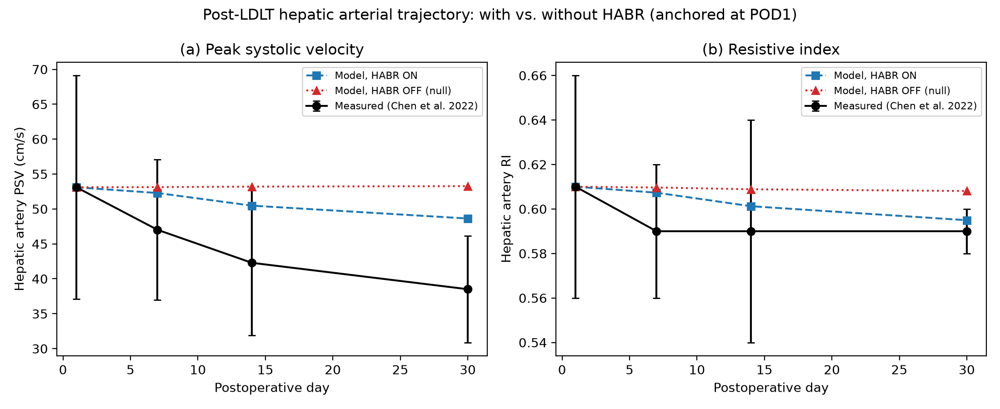 Post-LDLT hepatic arterial trajectory: with vs. without HABR (anchored at POD1)
(a) Peak systolic velocity
Hepatic artery PSV (cm/s)
70
65
60
55
50
45
40
35
30
Model, HABR ON
Model, HABR OFF (null)
Measured (Chen et al. 2022)
0 5 10 15 20 25 30
Postoperative day
(b) Resistive index
Hepatic artery RI
0.66
0.64
0.62
0.60
0.58
0.56
0.54
Model, HABR ON
Model, HABR OFF (null)
Measured (Chen et al. 2022)
0 5 10 15 20 25 30
Postoperative day